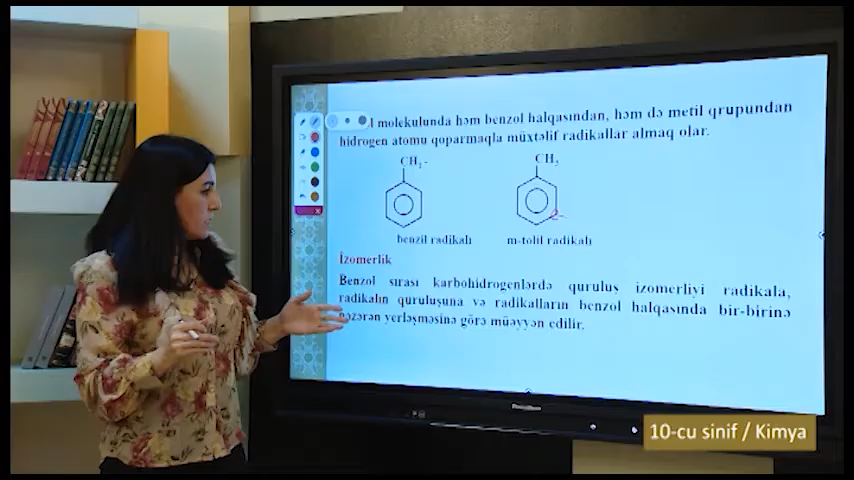 molekulunda həm benzol halqasından, həm də metil qrupundan
hidrogen atomu qoparmaqla müxtəlif radikallar almaq olar.
CH₂- CH₃
2-
benzil radikalı m-tolil radikalı
İzomerlik
Benzol sırası karbohidrogenlərdə quruluş izomerliyi radikala,
radikalın quruluşuna və radikalların benzol halqasında bir-birinə
nəzərən yerləşməsinə görə müəyyən edilir.
10-cu sinif / Kimya